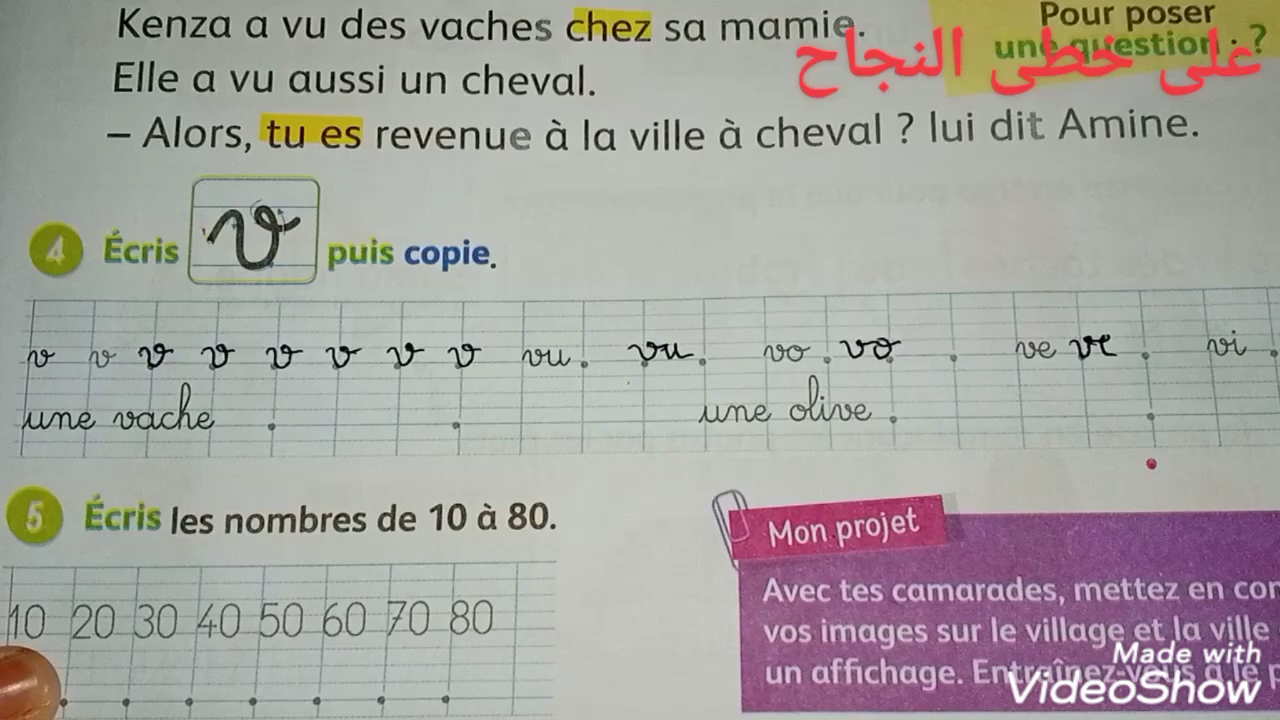 Kenza a vu des vaches chez sa mamie.
Elle a vu aussi un cheval.
– Alors, tu es revenue à la ville à cheval ? lui dit Amine.
Pour poser
une question : ?
على خطى النجاح
4 Écris v puis copie.
v v v v v v v v vu . vu . vo . vo . ve ve . vi .
une vache . . une olive . .
5 Écris les nombres de 10 à 80.
10 20 30 40 50 60 70 80
Mon projet
Avec tes camarades, mettez en
vos images sur le village et la ville
un affichage.
Made with
VideoShow